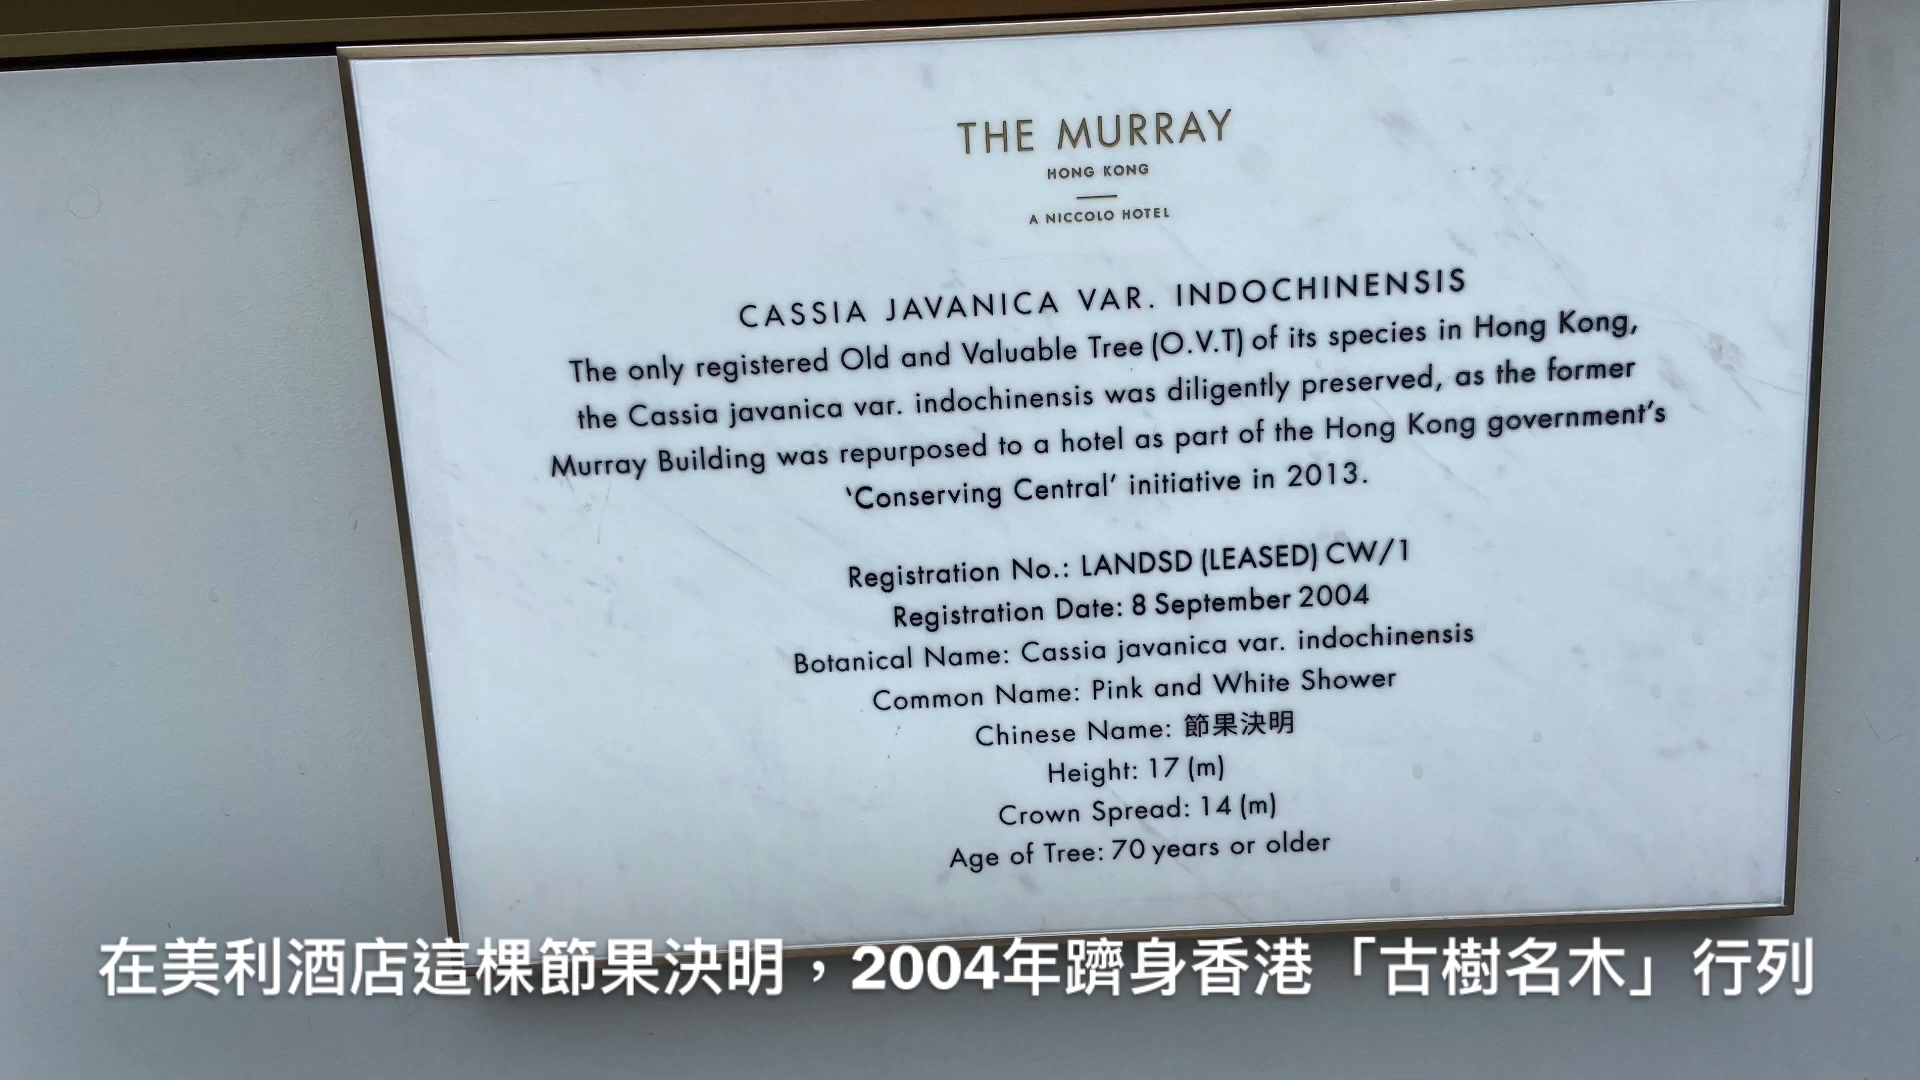 THE MURRAY
HONG KONG
A NICCOLO HOTEL
CASSIA JAVANICA VAR. INDOCHINENSIS
The only registered Old and Valuable Tree (O.V.T) of its species in Hong Kong,
the Cassia javanica var. indochinensis was diligently preserved, as the former
Murray Building was repurposed to a hotel as part of the Hong Kong government's
'Conserving Central' initiative in 2013.
Registration No.: LANDSD (LEASED) CW/1
Registration Date: 8 September 2004
Botanical Name: Cassia javanica var. indochinensis
Common Name: Pink and White Shower
Chinese Name: 節果決明
Height: 17 (m)
Crown Spread: 14 (m)
Age of Tree: 70 years or older
在美利酒店這棵節果決明，2004年躋身香港「古樹名木」行列